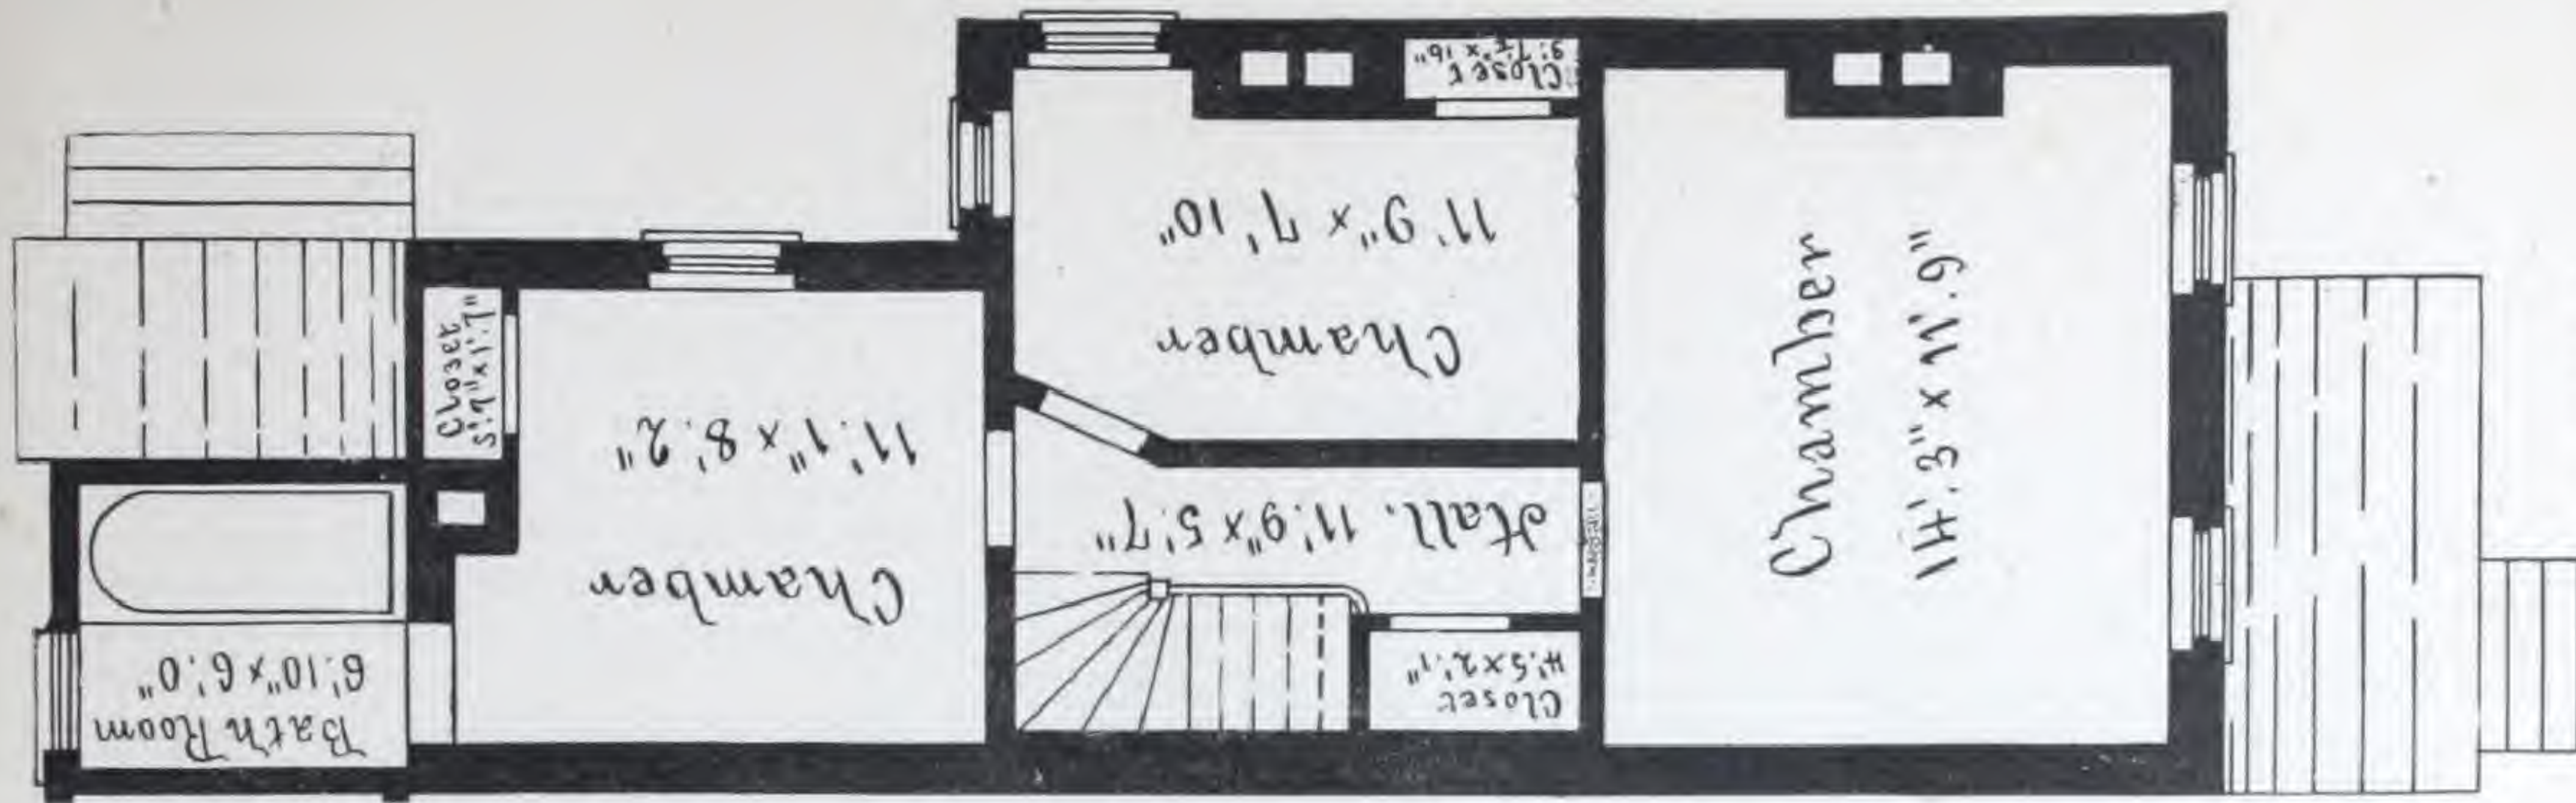 Bath Room
6'.10" x 6'.0"
Closet
5'.7" x 1'.7"
Chamber
11'.1" x 8'.2"
Chamber
11'.9" x 7'.10"
Closet
Hall. 11'.9" x 5'.7"
Closet
4'.5 x 2'.1"
Chamber
14'.3" x 11'.9"